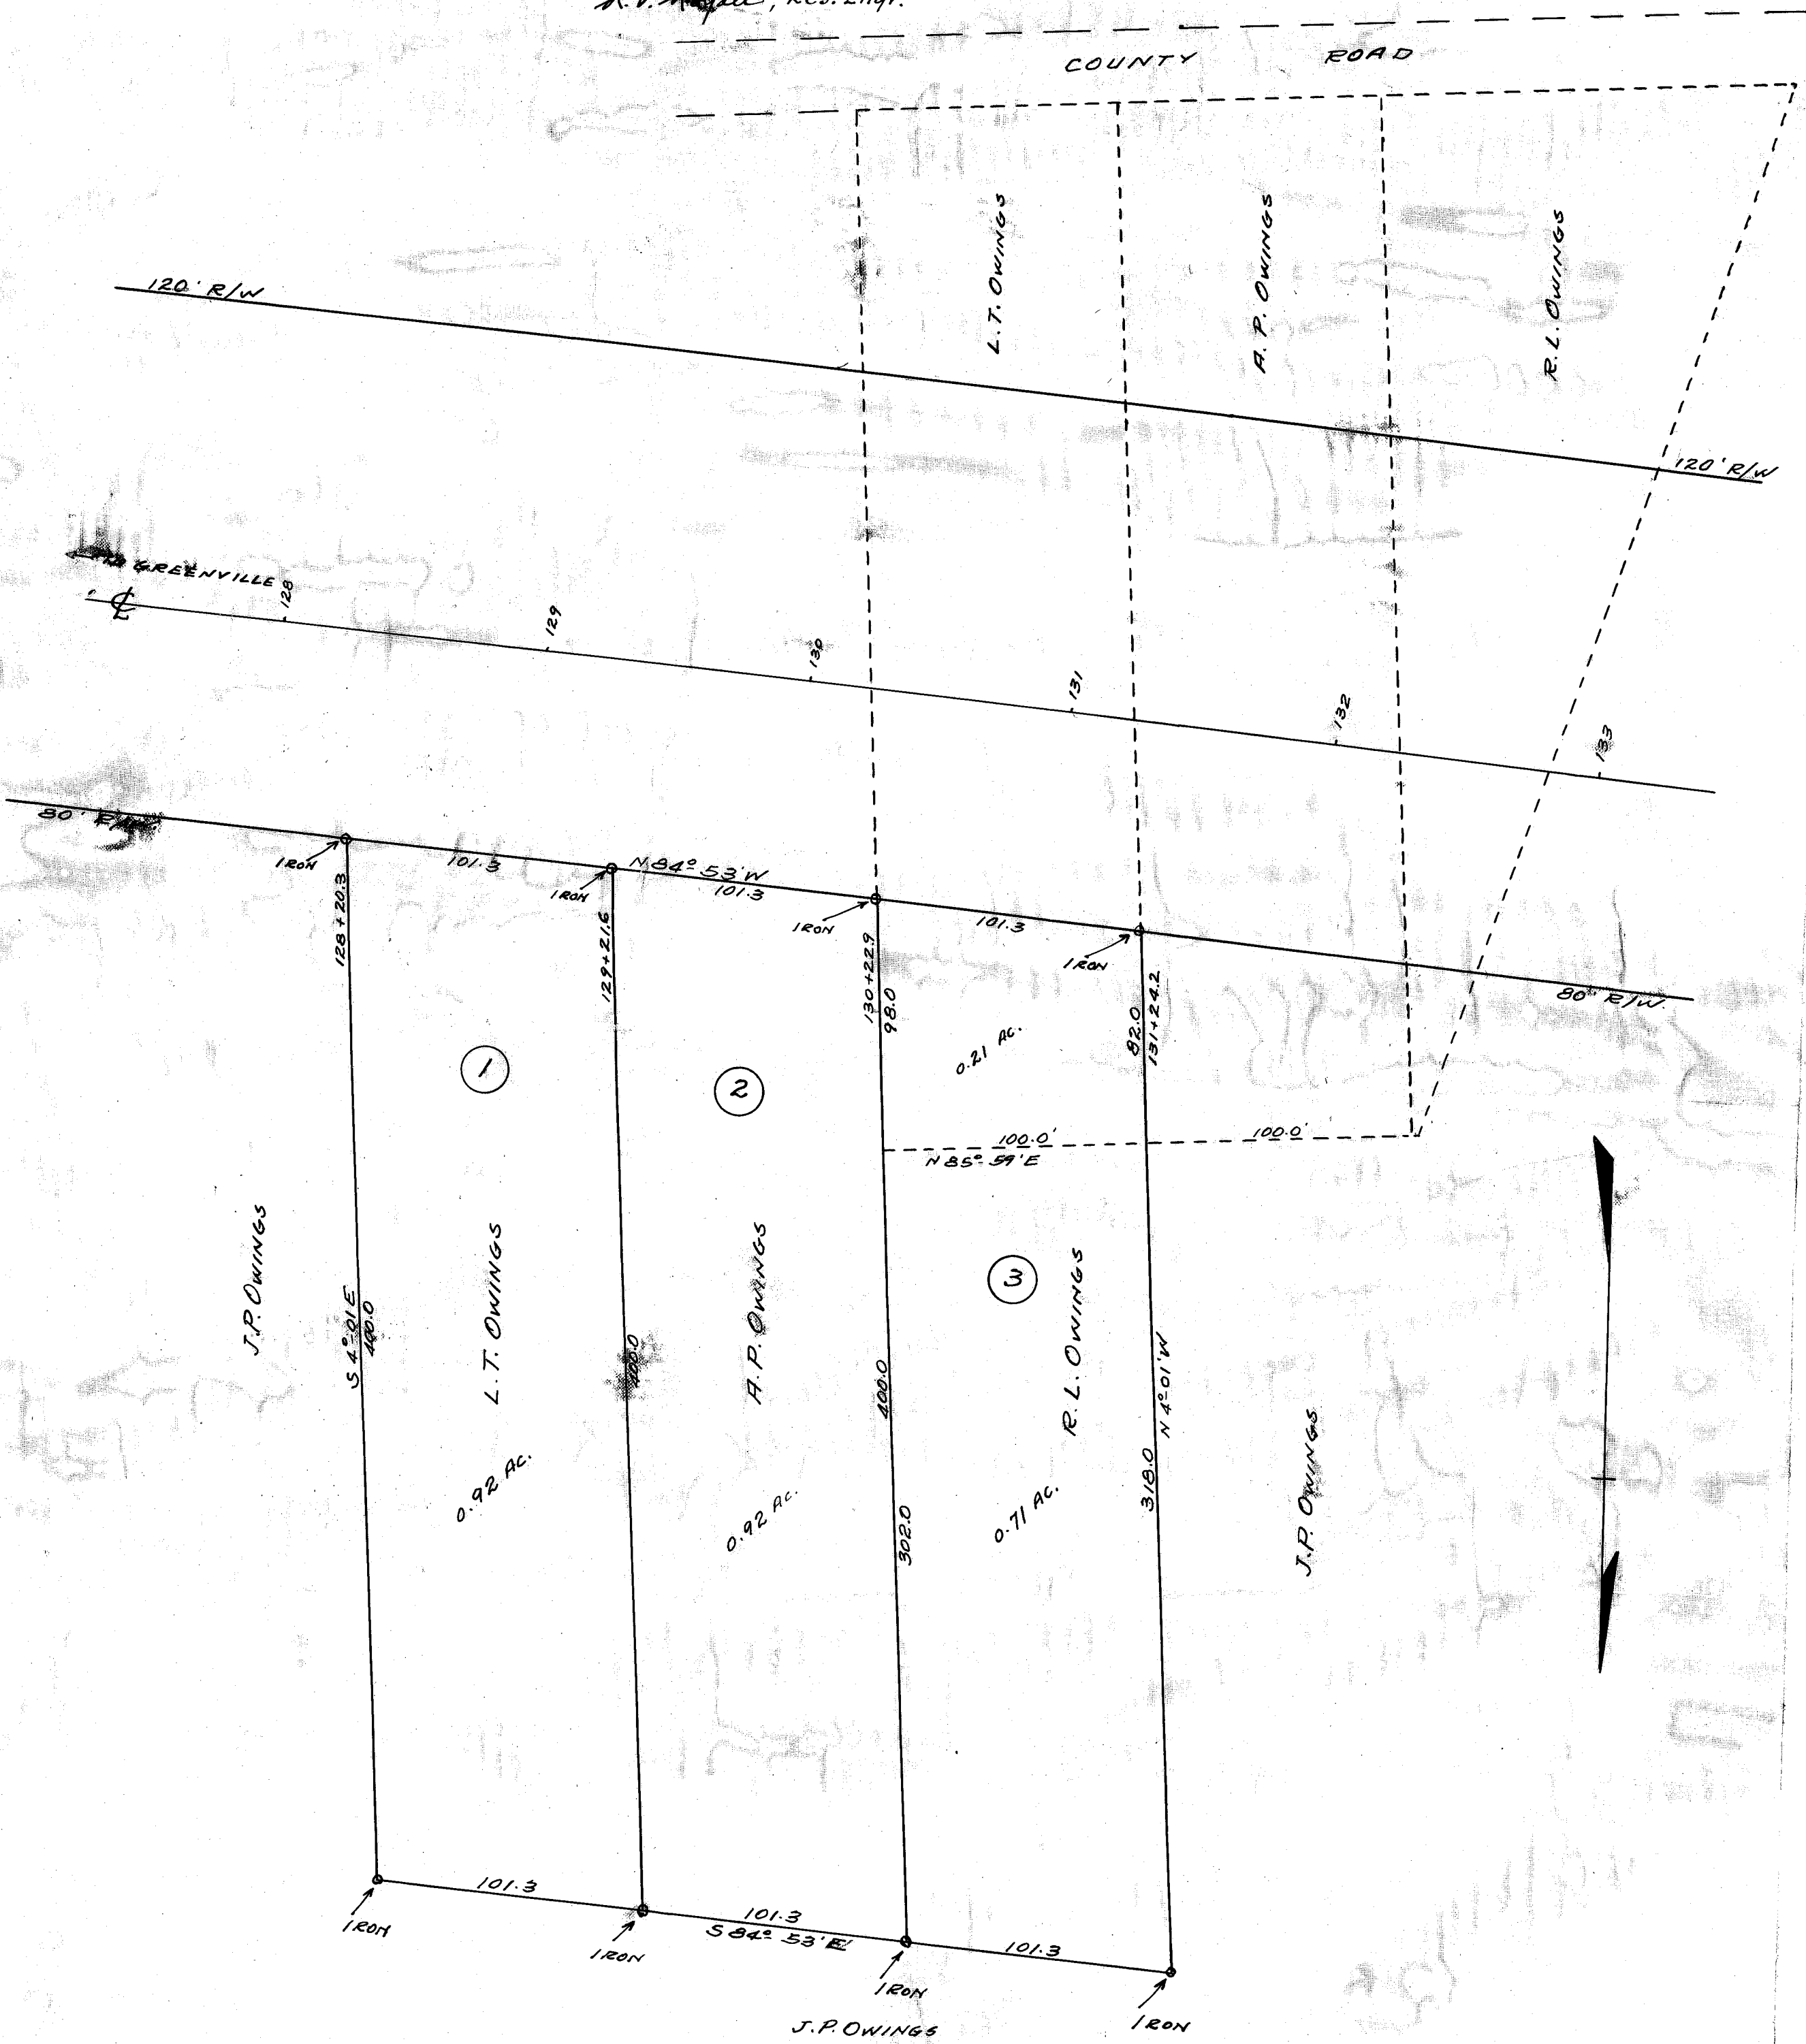 Res. Engr.
COUNTY ROAD
L. T. OWINGS
A. P. OWINGS
R. L. OWINGS
120' R/W
120' R/W
TO GREENVILLE
℄
128
129
130
131
132
133
80' R/W
80' R/W
IRON
101.3
IRON
N 84° 53' W
101.3
IRON
101.3
IRON
128+20.3
129+21.6
130+22.9
98.0
82.0
131+24.2
0.21 AC.
1
2
100.0'
100.0'
N 85°-59' E
3
J.P. OWINGS
S 4°-01 E
400.0
L. T. OWINGS
400.0
A. P. OWINGS
400.0
R. L. OWINGS
N 4° 01' W
318.0
302.0
J.P. OWINGS
0.92 AC.
0.92 AC.
0.71 AC.
101.3
101.3
S 84° 53' E
101.3
IRON
IRON
IRON
IRON
J.P. OWINGS